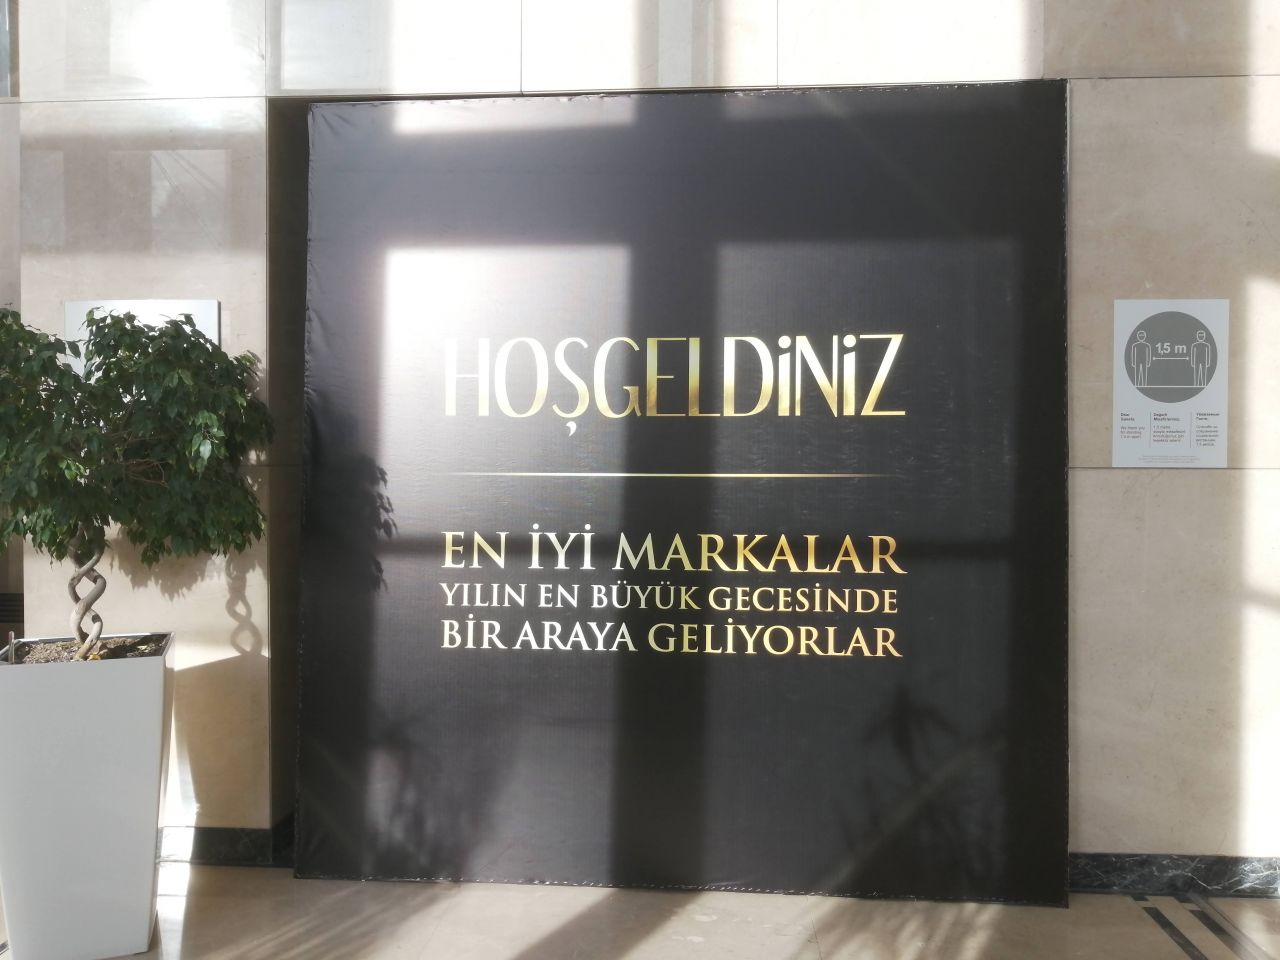 HOŞGELDİNİZ
EN İYİ MARKALAR
YILIN EN BÜYÜK GECESİNDE
BİR ARAYA GELİYORLAR
1,5 m